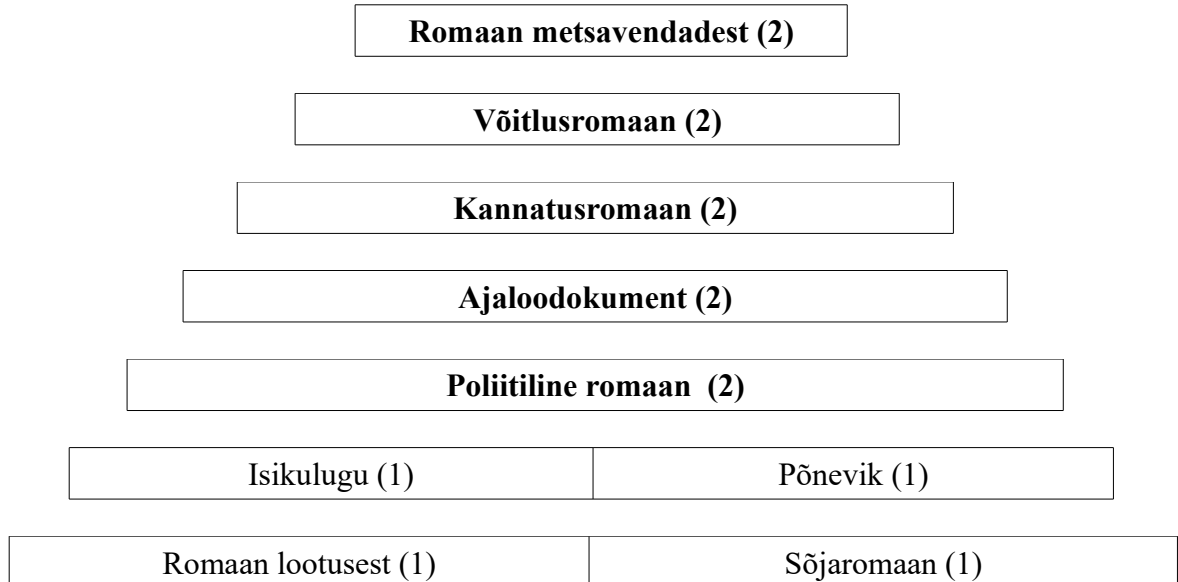 Romaan metsavendadest (2)
Võitlusromaan (2)
Kannatusromaan (2)
Ajaloodokument (2)
Poliitiline romaan (2)
Isikulugu (1)
Põnevik (1)
Romaan lootusest (1)
Sõjaromaan (1)